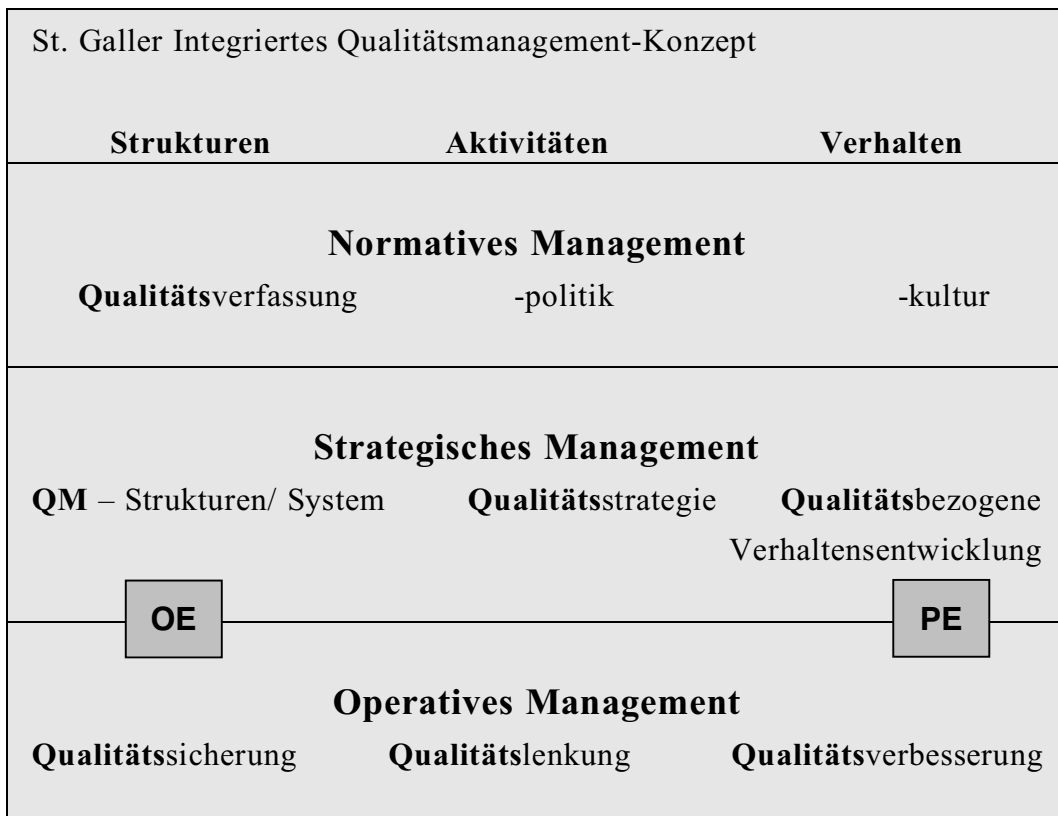 St. Galler Integriertes Qualitätsmanagement-Konzept
Strukturen Aktivitäten Verhalten
Normatives Management
Qualitätsverfassung -politik -kultur
Strategisches Management
QM – Strukturen/ System Qualitätsstrategie Qualitätsbezogene
Verhaltensentwicklung
OE PE
Operatives Management
Qualitätssicherung Qualitätslenkung Qualitätsverbesserung